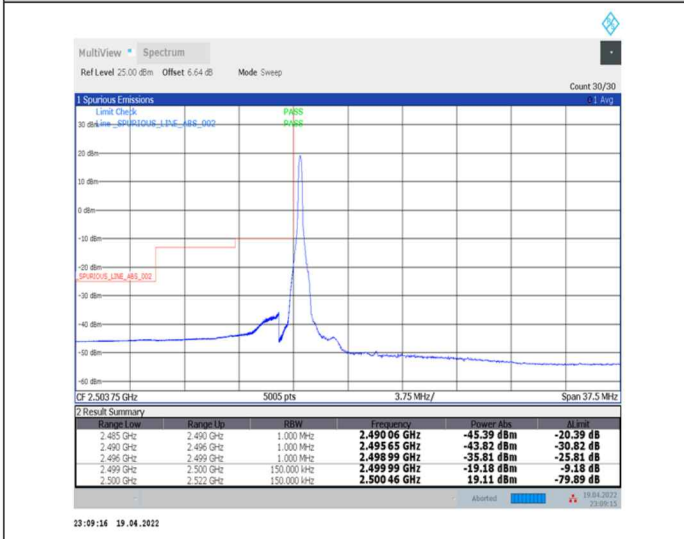 MultiView Spectrum
Ref Level 25.00 dBm Offset 6.64 dB Mode Sweep
Count 30/30
1 Spurious Emissions 1 Avg
Limit Check PASS
30 dBm Line _SPURIOUS_LINE_ABS_002 PASS
20 dBm
10 dBm
0 dBm
-10 dBm
-20 dBm
_SPURIOUS_LINE_ABS_002
-30 dBm
-40 dBm
-50 dBm
-60 dBm
CF 2.503 75 GHz 5005 pts 3.75 MHz/ Span 37.5 MHz
2 Result Summary
Range Low Range Up RBW Frequency Power Abs ΔLimit
2.485 GHz 2.490 GHz 1.000 MHz 2.490 06 GHz -45.39 dBm -20.39 dB
2.490 GHz 2.496 GHz 1.000 MHz 2.495 65 GHz -43.82 dBm -30.82 dB
2.496 GHz 2.499 GHz 1.000 MHz 2.498 99 GHz -35.81 dBm -25.81 dB
2.499 GHz 2.500 GHz 150.000 kHz 2.499 99 GHz -19.18 dBm -9.18 dB
2.500 GHz 2.522 GHz 150.000 kHz 2.500 46 GHz 19.11 dBm -79.89 dB
Aborted 19.04.2022
23:09:15
23:09:16 19.04.2022